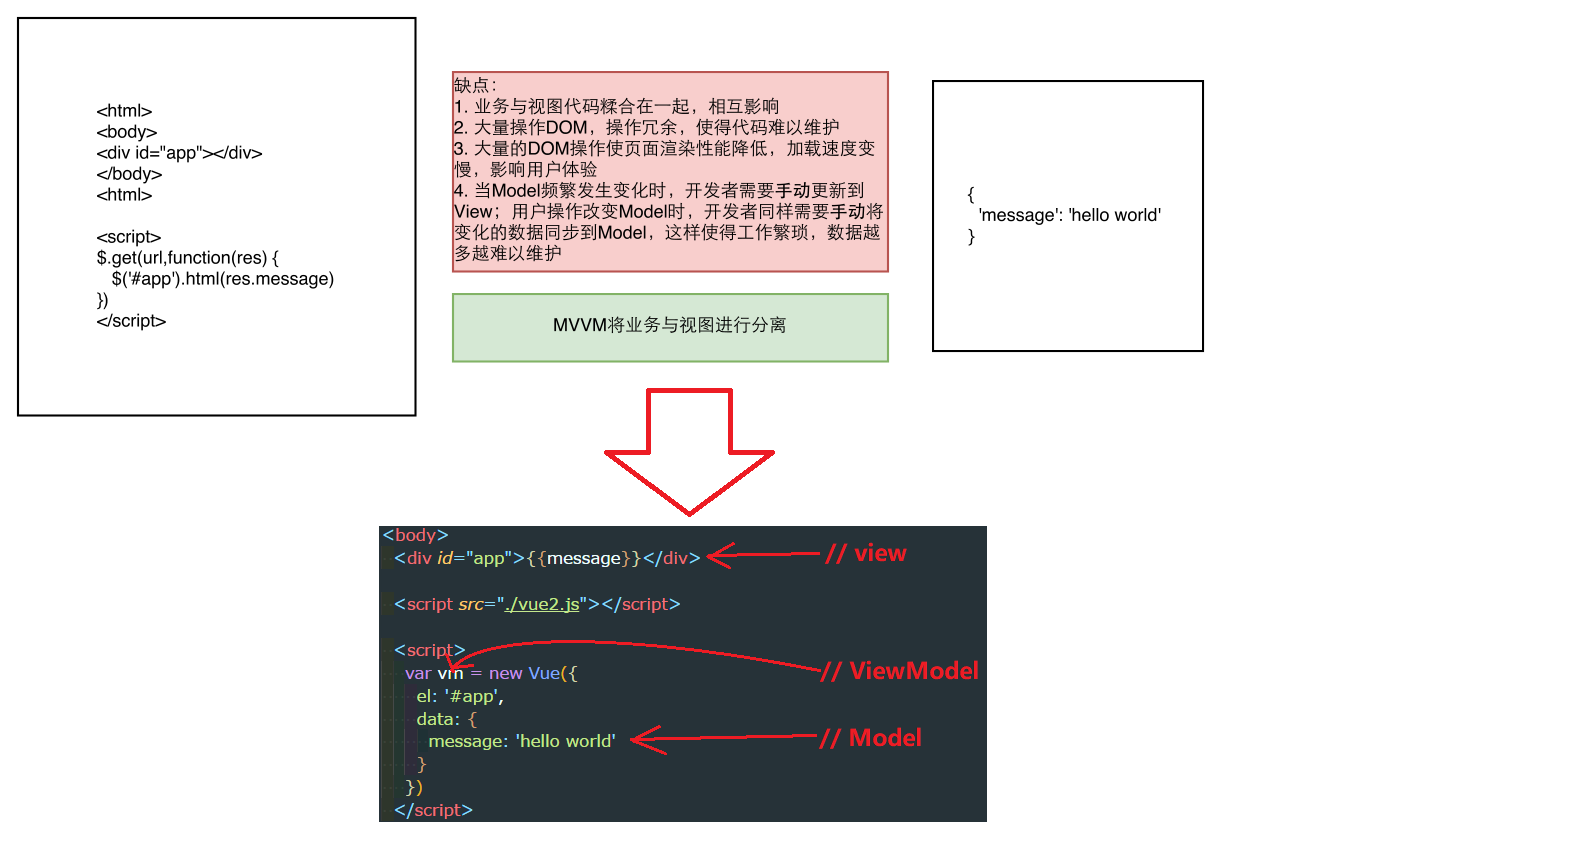 <html>
<body>
<div id="app"></div>
</body>
<html>
<script>
$.get(url,function(res) {
$('#app').html(res.message)
})
</script>
缺点：
1. 业务与视图代码糅合在一起，相互影响
2. 大量操作DOM，操作冗余，使得代码难以维护
3. 大量的DOM操作使页面渲染性能降低，加载速度变
慢，影响用户体验
4. 当Model频繁发生变化时，开发者需要手动更新到
View；用户操作改变Model时，开发者同样需要手动将
变化的数据同步到Model，这样使得工作繁琐，数据越
多越难以维护
MVVM将业务与视图进行分离
{
'message': 'hello world'
}
<body>
<div id="app">{{message}}</div>
// view
<script src="./vue2.js"></script>
<script>
var vm = new Vue({
// ViewModel
el: '#app',
data: {
message: 'hello world'
// Model
}
})
</script>